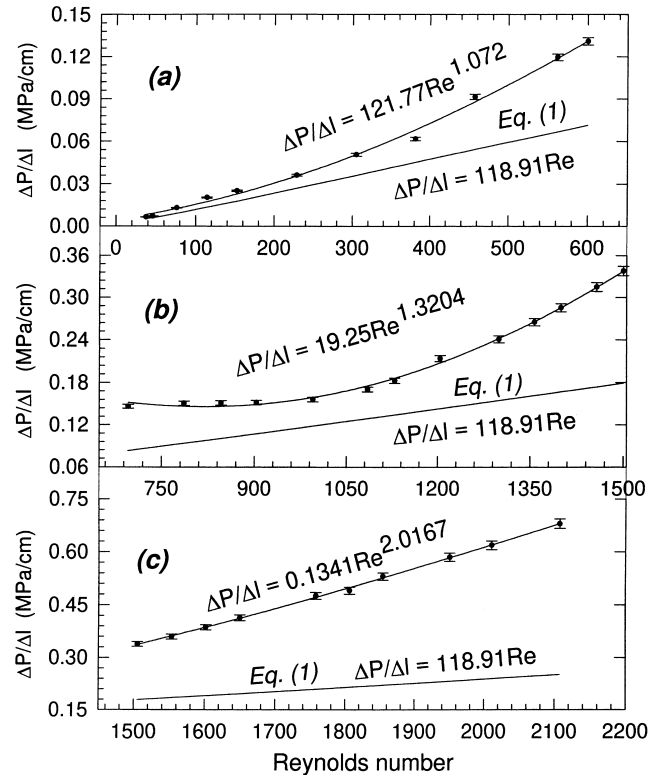 0.15
0.12
0.09
0.06
0.03
0.00
ΔP/Δl (MPa/cm)
(a)
ΔP/Δl = 121.77Re^1.072
Eq. (1)
ΔP/Δl = 118.91Re
0 100 200 300 400 500 600
0.36
0.30
0.24
0.18
0.12
0.06
ΔP/Δl (MPa/cm)
(b)
ΔP/Δl = 19.25Re^1.3204
Eq. (1)
ΔP/Δl = 118.91Re
750 900 1050 1200 1350 1500
0.75
0.60
0.45
0.30
0.15
ΔP/Δl (MPa/cm)
(c)
ΔP/Δl = 0.1341Re^2.0167
Eq. (1) ΔP/Δl = 118.91Re
1500 1600 1700 1800 1900 2000 2100 2200
Reynolds number